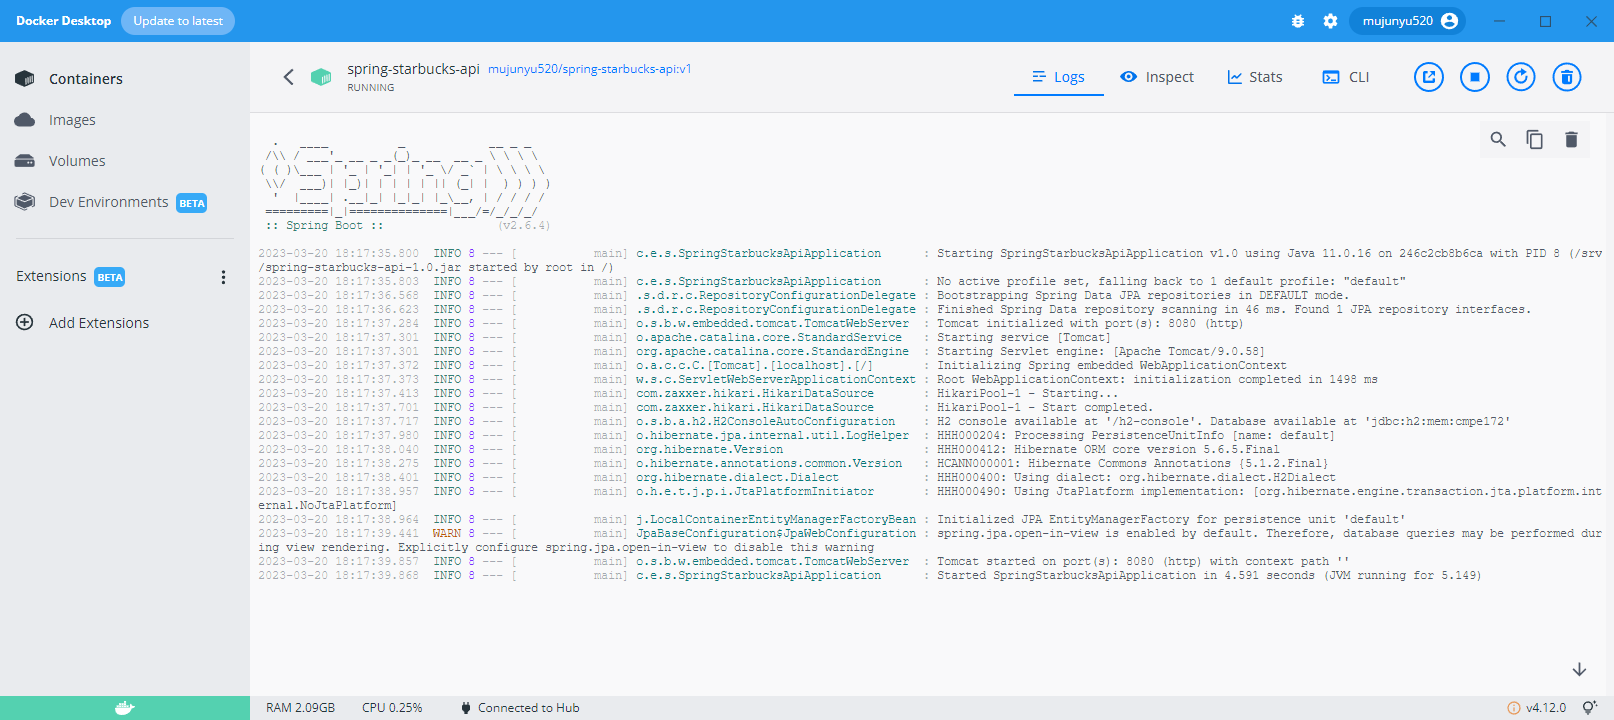 Docker Desktop Update to latest mujunyu520
Containers
Images
Volumes
Dev Environments BETA
Extensions BETA
Add Extensions
spring-starbucks-api mujunyu520/spring-starbucks-api:v1
RUNNING
Logs Inspect Stats CLI
  .   ____          _            __ _ _
 /\\ / ___'_ __ _ _(_)_ __  __ _ \ \ \ \
( ( )\___ | '_ | '_| | '_ \/ _` | \ \ \ \
 \\/  ___)| |_)| | | | | || (_| |  ) ) ) )
  '  |____| .__|_| |_|_| |_\__, | / / / /
 =========|_|==============|___/=/_/_/_/
 :: Spring Boot ::                (v2.6.4)
2023-03-20 18:17:35.800  INFO 8 --- [           main] c.e.s.SpringStarbucksApiApplication      : Starting SpringStarbucksApiApplication v1.0 using Java 11.0.16 on 246c2cb8b6ca with PID 8 (/srv
/spring-starbucks-api-1.0.jar started by root in /)
2023-03-20 18:17:35.803  INFO 8 --- [           main] c.e.s.SpringStarbucksApiApplication      : No active profile set, falling back to 1 default profile: "default"
2023-03-20 18:17:36.568  INFO 8 --- [           main] .s.d.r.c.RepositoryConfigurationDelegate : Bootstrapping Spring Data JPA repositories in DEFAULT mode.
2023-03-20 18:17:36.623  INFO 8 --- [           main] .s.d.r.c.RepositoryConfigurationDelegate : Finished Spring Data repository scanning in 46 ms. Found 1 JPA repository interfaces.
2023-03-20 18:17:37.284  INFO 8 --- [           main] o.s.b.w.embedded.tomcat.TomcatWebServer  : Tomcat initialized with port(s): 8080 (http)
2023-03-20 18:17:37.301  INFO 8 --- [           main] o.apache.catalina.core.StandardService   : Starting service [Tomcat]
2023-03-20 18:17:37.301  INFO 8 --- [           main] org.apache.catalina.core.StandardEngine  : Starting Servlet engine: [Apache Tomcat/9.0.58]
2023-03-20 18:17:37.372  INFO 8 --- [           main] o.a.c.c.C.[Tomcat].[localhost].[/]       : Initializing Spring embedded WebApplicationContext
2023-03-20 18:17:37.373  INFO 8 --- [           main] w.s.c.ServletWebServerApplicationContext : Root WebApplicationContext: initialization completed in 1498 ms
2023-03-20 18:17:37.413  INFO 8 --- [           main] com.zaxxer.hikari.HikariDataSource       : HikariPool-1 - Starting...
2023-03-20 18:17:37.701  INFO 8 --- [           main] com.zaxxer.hikari.HikariDataSource       : HikariPool-1 - Start completed.
2023-03-20 18:17:37.717  INFO 8 --- [           main] o.s.b.a.h2.H2ConsoleAutoConfiguration    : H2 console available at '/h2-console'. Database available at 'jdbc:h2:mem:cmpe172'
2023-03-20 18:17:37.980  INFO 8 --- [           main] o.hibernate.jpa.internal.util.LogHelper  : HHH000204: Processing PersistenceUnitInfo [name: default]
2023-03-20 18:17:38.040  INFO 8 --- [           main] org.hibernate.Version                    : HHH000412: Hibernate ORM core version 5.6.5.Final
2023-03-20 18:17:38.275  INFO 8 --- [           main] o.hibernate.annotations.common.Version   : HCANN000001: Hibernate Commons Annotations {5.1.2.Final}
2023-03-20 18:17:38.401  INFO 8 --- [           main] org.hibernate.dialect.Dialect            : HHH000400: Using dialect: org.hibernate.dialect.H2Dialect
2023-03-20 18:17:38.957  INFO 8 --- [           main] o.h.e.t.j.p.i.JtaPlatformInitiator       : HHH000490: Using JtaPlatform implementation: [org.hibernate.engine.transaction.jta.platform.int
ernal.NoJtaPlatform]
2023-03-20 18:17:38.964  INFO 8 --- [           main] j.LocalContainerEntityManagerFactoryBean : Initialized JPA EntityManagerFactory for persistence unit 'default'
2023-03-20 18:17:39.441  WARN 8 --- [           main] JpaBaseConfiguration$JpaWebConfiguration : spring.jpa.open-in-view is enabled by default. Therefore, database queries may be performed dur
ing view rendering. Explicitly configure spring.jpa.open-in-view to disable this warning
2023-03-20 18:17:39.857  INFO 8 --- [           main] o.s.b.w.embedded.tomcat.TomcatWebServer  : Tomcat started on port(s): 8080 (http) with context path ''
2023-03-20 18:17:39.868  INFO 8 --- [           main] c.e.s.SpringStarbucksApiApplication      : Started SpringStarbucksApiApplication in 4.591 seconds (JVM running for 5.149)
RAM 2.09GB CPU 0.25% Connected to Hub v4.12.0